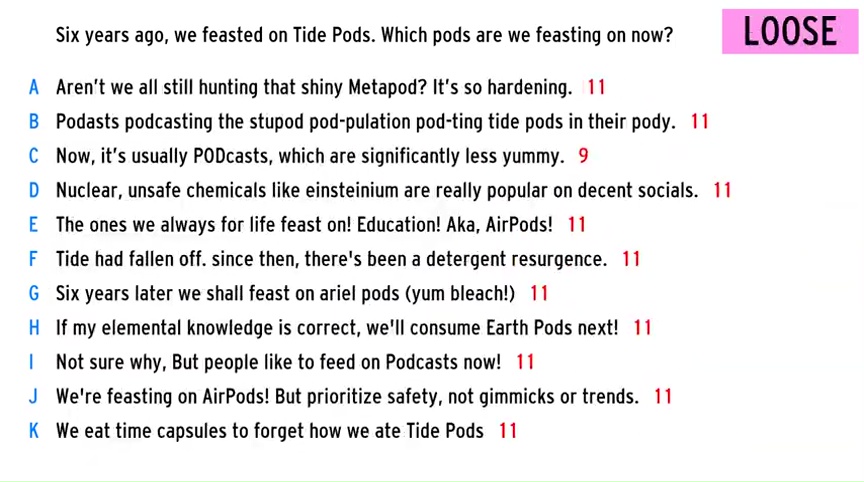 Six years ago, we feasted on Tide Pods. Which pods are we feasting on now? LOOSE
A Aren't we all still hunting that shiny Metapod? It's so hardening. 11
B Podasts podcasting the stupod pod-pulation pod-ting tide pods in their pody. 11
C Now, it's usually PODcasts, which are significantly less yummy. 9
D Nuclear, unsafe chemicals like einsteinium are really popular on decent socials. 11
E The ones we always for life feast on! Education! Aka, AirPods! 11
F Tide had fallen off. since then, there's been a detergent resurgence. 11
G Six years later we shall feast on ariel pods (yum bleach!) 11
H If my elemental knowledge is correct, we'll consume Earth Pods next! 11
I Not sure why, But people like to feed on Podcasts now! 11
J We're feasting on AirPods! But prioritize safety, not gimmicks or trends. 11
K We eat time capsules to forget how we ate Tide Pods 11